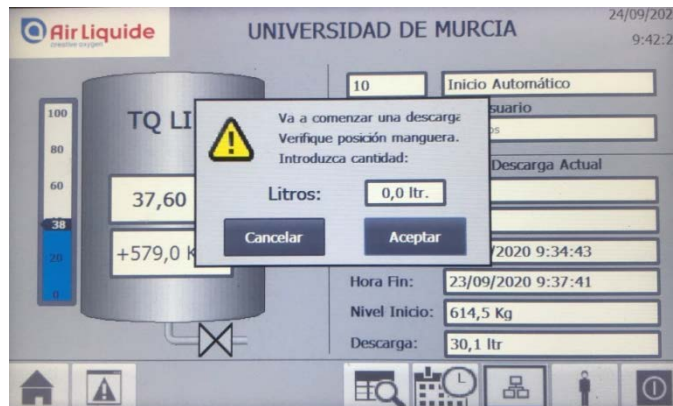 Air Liquide
creative oxygen
UNIVERSIDAD DE MURCIA
24/09/202
9:42:2
10
Inicio Automático
suario
os
100
80
60
38
20
0
TQ LI
37,60
+579,0 K
Va a comenzar una descarga
Verifique posición manguera.
Introduzca cantidad:
Litros:
0,0 ltr.
Cancelar
Aceptar
Descarga Actual
/2020 9:34:43
Hora Fin:
23/09/2020 9:37:41
Nivel Inicio:
614,5 Kg
Descarga:
30,1 ltr